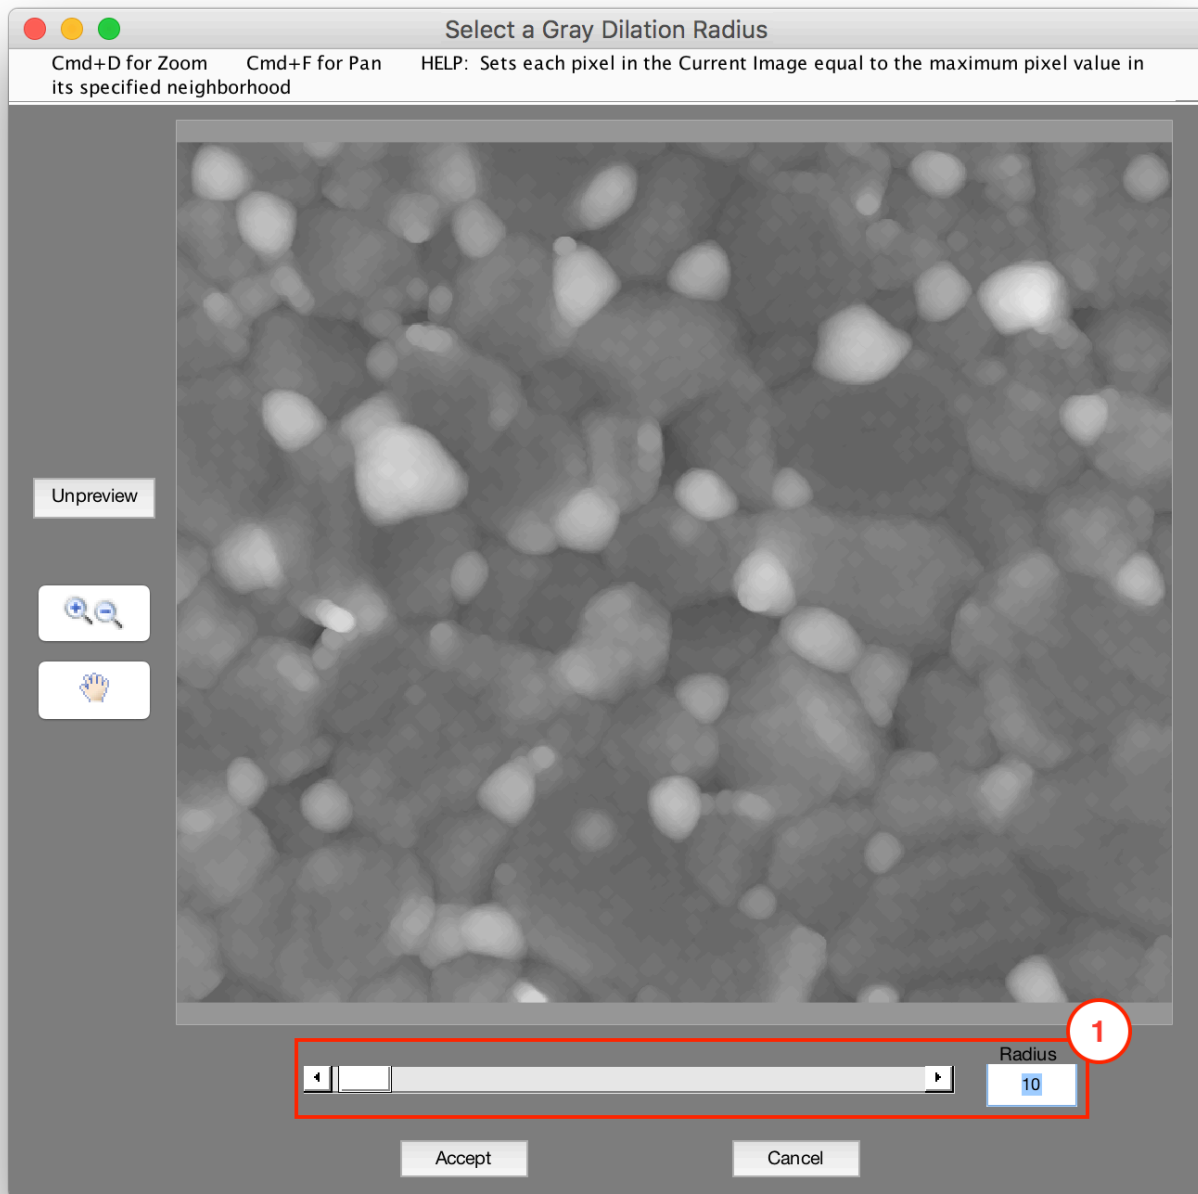 Select a Gray Dilation Radius
Cmd+D for Zoom Cmd+F for Pan HELP: Sets each pixel in the Current Image equal to the maximum pixel value in
its specified neighborhood
Unpreview
1
Radius
10
Accept Cancel